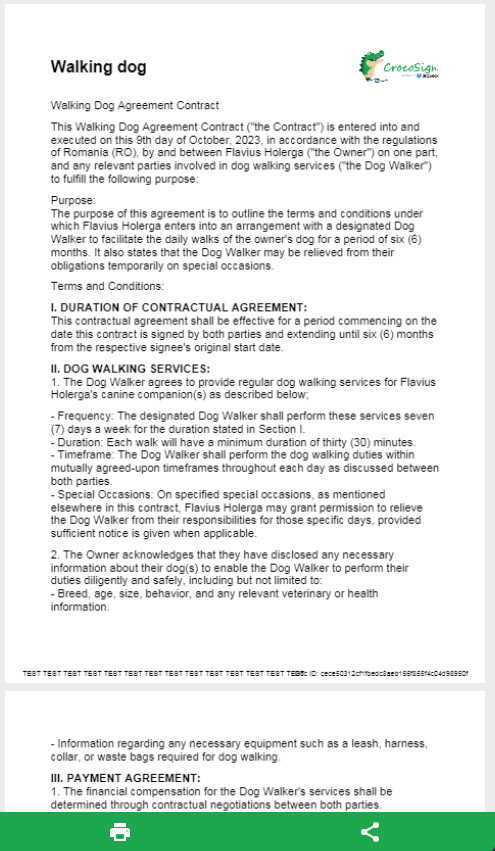 Walking dog
CrocoSign
Walking Dog Agreement Contract
This Walking Dog Agreement Contract ("the Contract") is entered into and
executed on this 9th day of October, 2023, in accordance with the regulations
of Romania (RO), by and between Flavius Holerga ("the Owner") on one part,
and any relevant parties involved in dog walking services ("the Dog Walker")
to fulfill the following purpose:
Purpose:
The purpose of this agreement is to outline the terms and conditions under
which Flavius Holerga enters into an arrangement with a designated Dog
Walker to facilitate the daily walks of the owner's dog for a period of six (6)
months. It also states that the Dog Walker may be relieved from their
obligations temporarily on special occasions.
Terms and Conditions:
I. DURATION OF CONTRACTUAL AGREEMENT:
This contractual agreement shall be effective for a period commencing on the
date this contract is signed by both parties and extending until six (6) months
from the respective signee's original start date.
II. DOG WALKING SERVICES:
1. The Dog Walker agrees to provide regular dog walking services for Flavius
Holerga's canine companion(s) as described below;
- Frequency: The designated Dog Walker shall perform these services seven
(7) days a week for the duration stated in Section I.
- Duration: Each walk will have a minimum duration of thirty (30) minutes.
- Timeframe: The Dog Walker shall perform the dog walking duties within
mutually agreed-upon timeframes throughout each day as discussed between
both parties.
- Special Occasions: On specified special occasions, as mentioned
elsewhere in this contract, Flavius Holerga may grant permission to relieve
the Dog Walker from their responsibilities for those specific days, provided
sufficient notice is given when applicable.
2. The Owner acknowledges that they have disclosed any necessary
information about their dog(s) to enable the Dog Walker to perform their
duties diligently and safely, including but not limited to:
- Breed, age, size, behavior, and any relevant veterinary or health
information.
TEST TEST TEST TEST TEST TEST TEST TEST TEST TEST TEST TEST TEST ID:
- Information regarding any necessary equipment such as a leash, harness,
collar, or waste bags required for dog walking.
III. PAYMENT AGREEMENT:
1. The financial compensation for the Dog Walker's services shall be
determined through contractual negotiations between both parties.